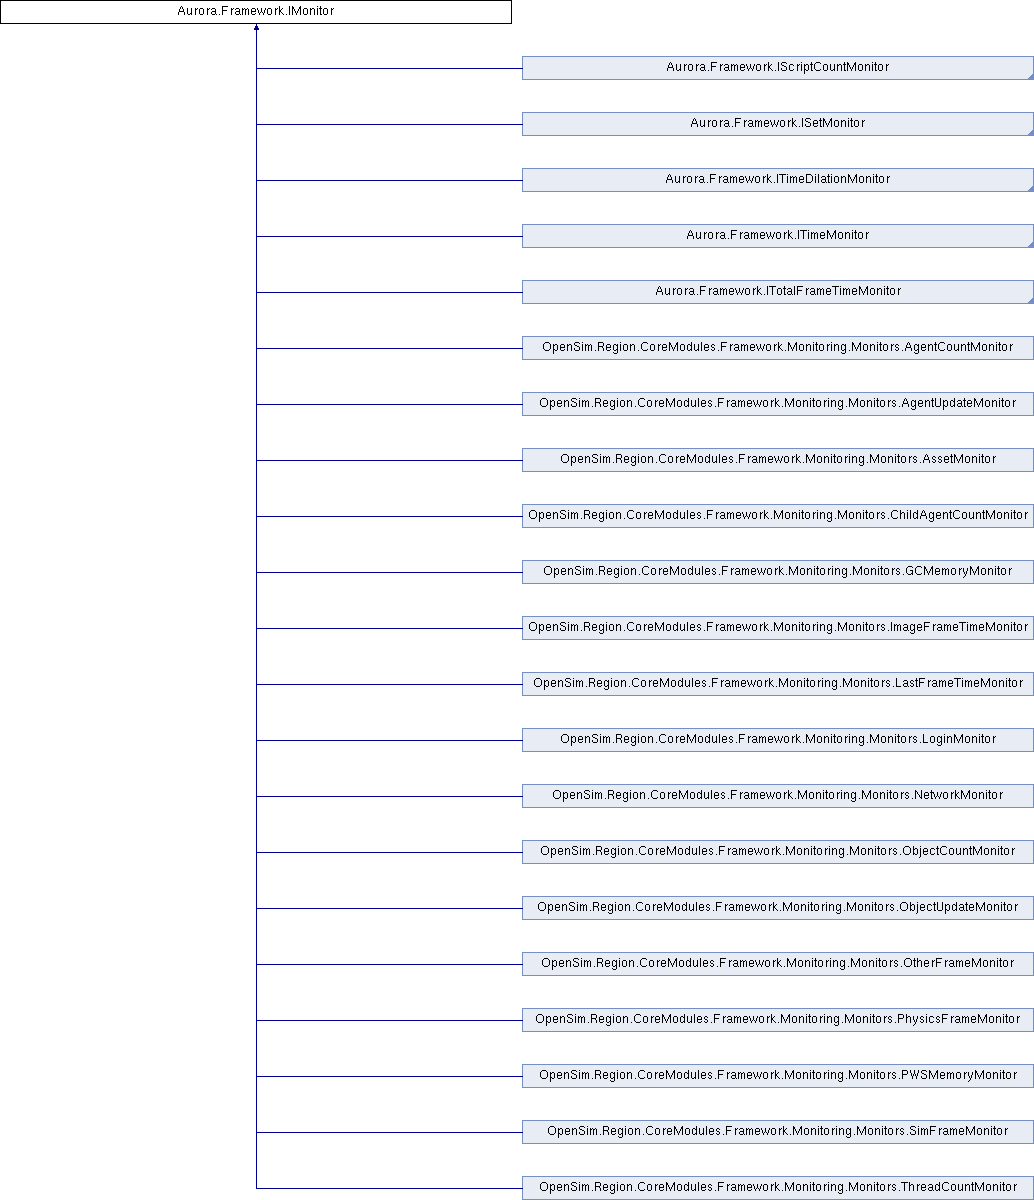 Aurora.Framework.IMonitor
Aurora.Framework.IScriptCountMonitor
Aurora.Framework.ISetMonitor
Aurora.Framework.ITimeDilationMonitor
Aurora.Framework.ITimeMonitor
Aurora.Framework.ITotalFrameTimeMonitor
OpenSim.Region.CoreModules.Framework.Monitoring.Monitors.AgentCountMonitor
OpenSim.Region.CoreModules.Framework.Monitoring.Monitors.AgentUpdateMonitor
OpenSim.Region.CoreModules.Framework.Monitoring.Monitors.AssetMonitor
OpenSim.Region.CoreModules.Framework.Monitoring.Monitors.ChildAgentCountMonitor
OpenSim.Region.CoreModules.Framework.Monitoring.Monitors.GCMemoryMonitor
OpenSim.Region.CoreModules.Framework.Monitoring.Monitors.ImageFrameTimeMonitor
OpenSim.Region.CoreModules.Framework.Monitoring.Monitors.LastFrameTimeMonitor
OpenSim.Region.CoreModules.Framework.Monitoring.Monitors.LoginMonitor
OpenSim.Region.CoreModules.Framework.Monitoring.Monitors.NetworkMonitor
OpenSim.Region.CoreModules.Framework.Monitoring.Monitors.ObjectCountMonitor
OpenSim.Region.CoreModules.Framework.Monitoring.Monitors.ObjectUpdateMonitor
OpenSim.Region.CoreModules.Framework.Monitoring.Monitors.OtherFrameMonitor
OpenSim.Region.CoreModules.Framework.Monitoring.Monitors.PhysicsFrameMonitor
OpenSim.Region.CoreModules.Framework.Monitoring.Monitors.PWSMemoryMonitor
OpenSim.Region.CoreModules.Framework.Monitoring.Monitors.SimFrameMonitor
OpenSim.Region.CoreModules.Framework.Monitoring.Monitors.ThreadCountMonitor